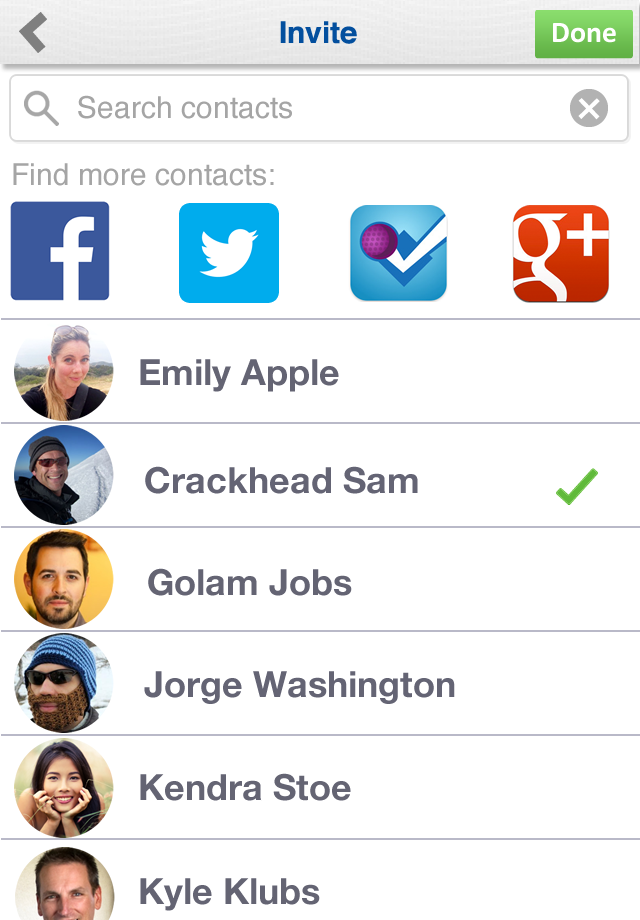 Invite
Done
Search contacts
Find more contacts:
f
g+
Emily Apple
Crackhead Sam
Golam Jobs
Jorge Washington
Kendra Stoe
Kyle Klubs